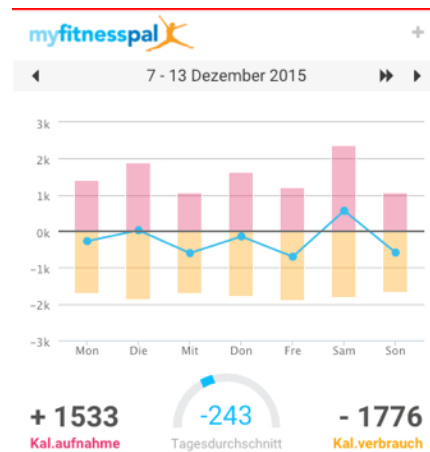 myfitnesspal
+
7 - 13 Dezember 2015
3k
2k
1k
0k
-1k
-2k
-3k
Mon Die Mit Don Fre Sam Son
+ 1533 -243 - 1776
Kal.aufnahme Tagesdurchschnitt Kal.verbrauch